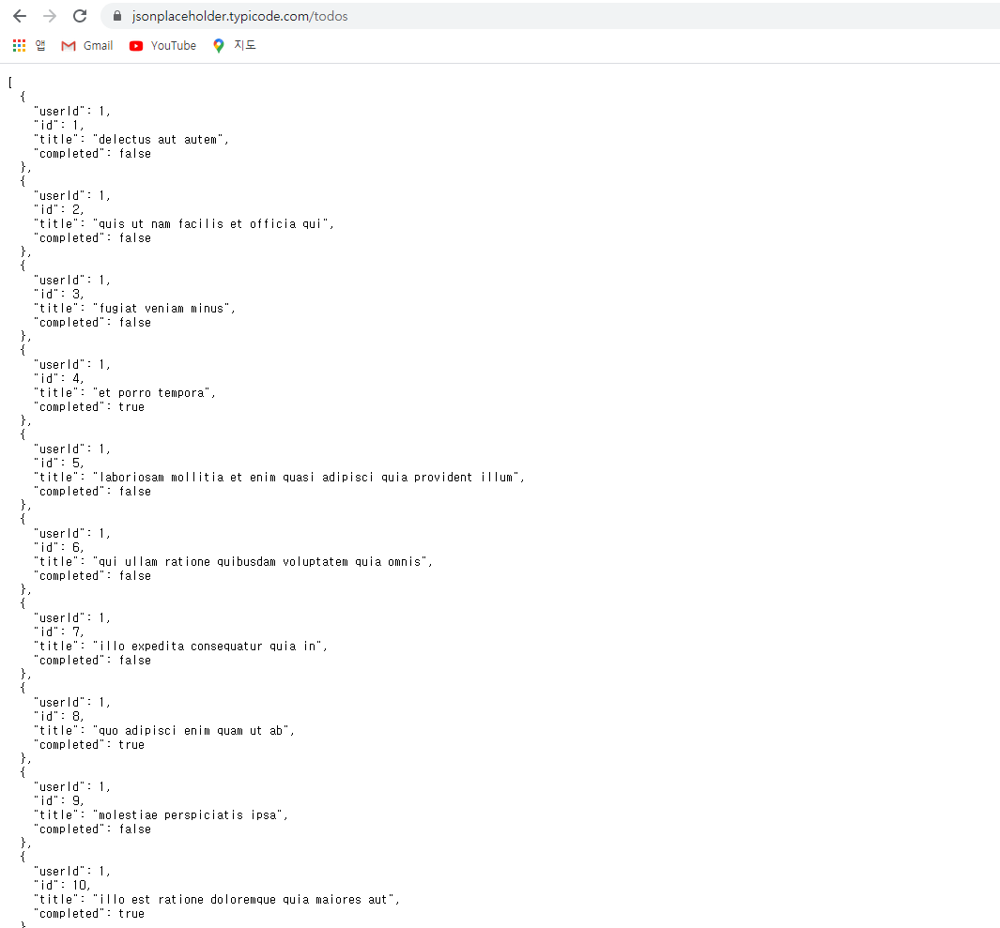 jsonplaceholder.typicode.com/todos
앱 Gmail YouTube 지도
[
  {
    "userId": 1,
    "id": 1,
    "title": "delectus aut autem",
    "completed": false
  },
  {
    "userId": 1,
    "id": 2,
    "title": "quis ut nam facilis et officia qui",
    "completed": false
  },
  {
    "userId": 1,
    "id": 3,
    "title": "fugiat veniam minus",
    "completed": false
  },
  {
    "userId": 1,
    "id": 4,
    "title": "et porro tempora",
    "completed": true
  },
  {
    "userId": 1,
    "id": 5,
    "title": "laboriosam mollitia et enim quasi adipisci quia provident illum",
    "completed": false
  },
  {
    "userId": 1,
    "id": 6,
    "title": "qui ullam ratione quibusdam voluptatem quia omnis",
    "completed": false
  },
  {
    "userId": 1,
    "id": 7,
    "title": "illo expedita consequatur quia in",
    "completed": false
  },
  {
    "userId": 1,
    "id": 8,
    "title": "quo adipisci enim quam ut ab",
    "completed": true
  },
  {
    "userId": 1,
    "id": 9,
    "title": "molestiae perspiciatis ipsa",
    "completed": false
  },
  {
    "userId": 1,
    "id": 10,
    "title": "illo est ratione doloremque quia maiores aut",
    "completed": true
  }